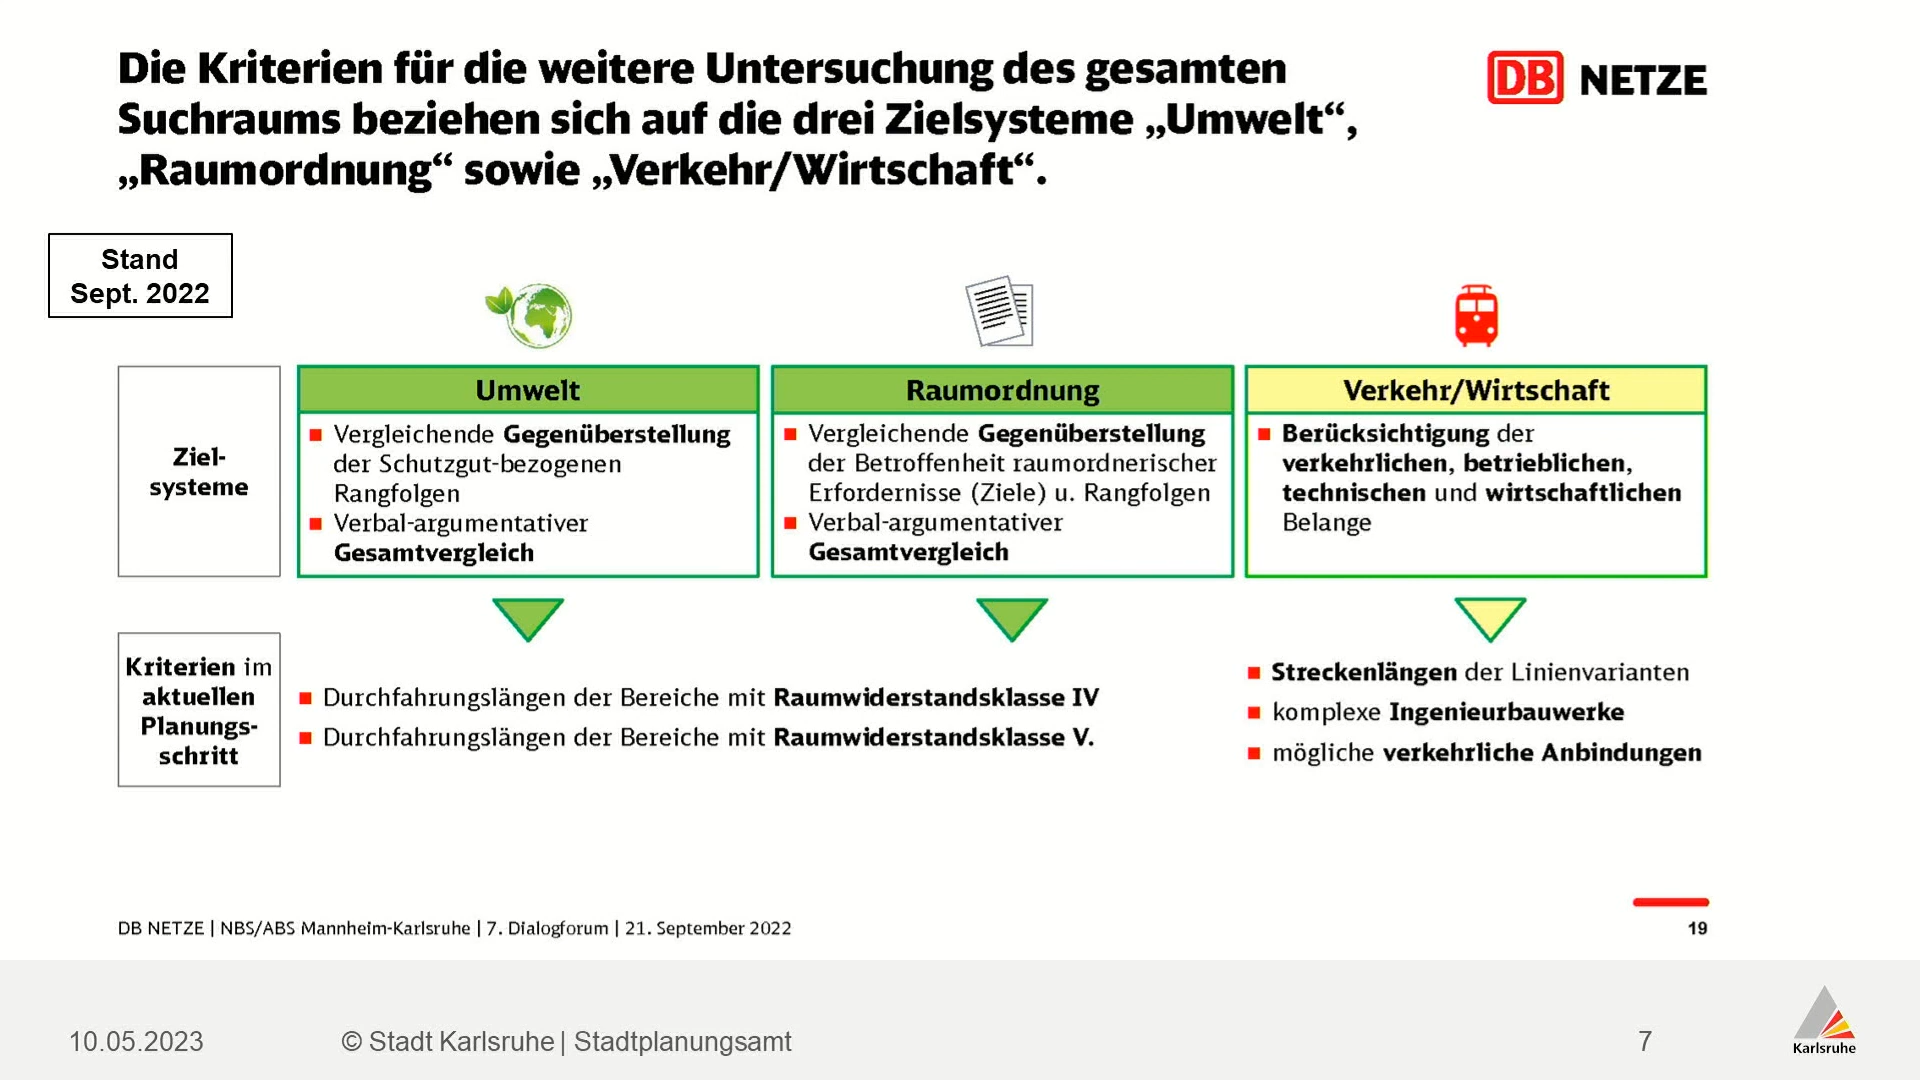 Die Kriterien für die weitere Untersuchung des gesamten
Suchraums beziehen sich auf die drei Zielsysteme „Umwelt“,
„Raumordnung“ sowie „Verkehr/Wirtschaft“.
DB NETZE
Stand
Sept. 2022
Ziel-
systeme
Umwelt
Vergleichende Gegenüberstellung
der Schutzgut-bezogenen
Rangfolgen
Verbal-argumentativer
Gesamtvergleich
Raumordnung
Vergleichende Gegenüberstellung
der Betroffenheit raumordnerischer
Erfordernisse (Ziele) u. Rangfolgen
Verbal-argumentativer
Gesamtvergleich
Verkehr/Wirtschaft
Berücksichtigung der
verkehrlichen, betrieblichen,
technischen und wirtschaftlichen
Belange
Kriterien im
aktuellen
Planungs-
schritt
Durchfahrungslängen der Bereiche mit Raumwiderstandsklasse IV
Durchfahrungslängen der Bereiche mit Raumwiderstandsklasse V.
Streckenlängen der Linienvarianten
komplexe Ingenieurbauwerke
mögliche verkehrliche Anbindungen
DB NETZE | NBS/ABS Mannheim-Karlsruhe | 7. Dialogforum | 21. September 2022
19
10.05.2023
© Stadt Karlsruhe | Stadtplanungsamt
7
Karlsruhe